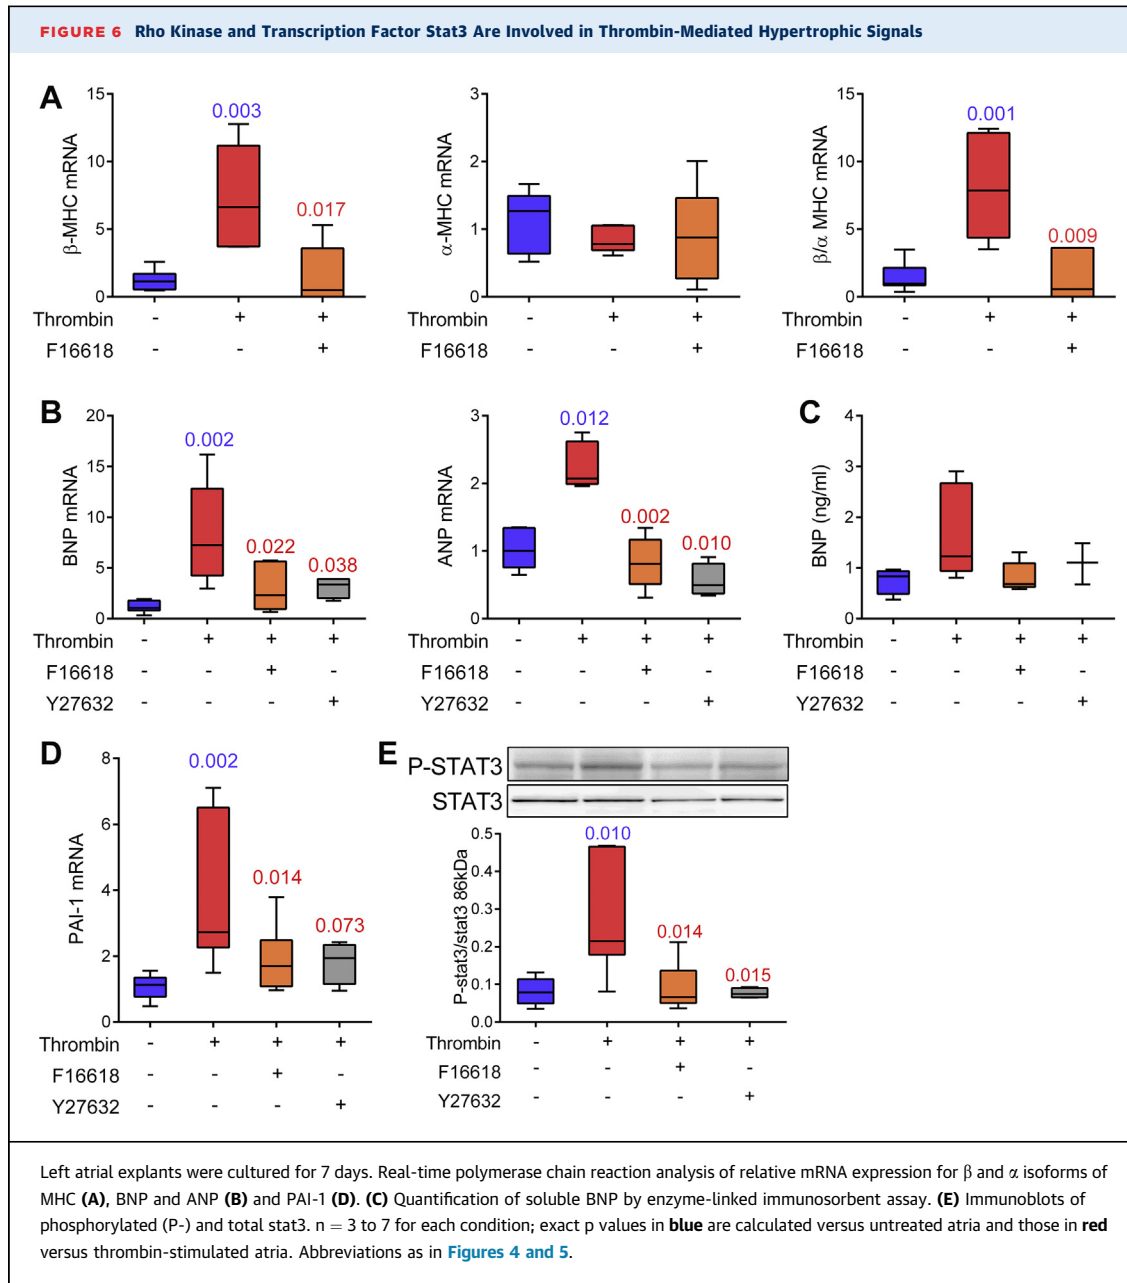 FIGURE 6 Rho Kinase and Transcription Factor Stat3 Are Involved in Thrombin-Mediated Hypertrophic Signals
A
β-MHC mRNA
15
10
5
0
0.003
0.017
Thrombin - + +
F16618 - - +
α-MHC mRNA
3
2
1
0
- + +
- - +
β/α MHC mRNA
15
10
5
0
0.001
0.009
Thrombin - + +
F16618 - - +
B
BNP mRNA
20
15
10
5
0
0.002
0.022
0.038
Thrombin - + + +
F16618 - - + -
Y27632 - - - +
ANP mRNA
3
2
1
0
0.012
0.002
0.010
Thrombin - + + +
F16618 - - + -
Y27632 - - - +
C
BNP (ng/ml)
4
3
2
1
0
Thrombin - + + +
F16618 - - + -
Y27632 - - - +
D
PAI-1 mRNA
8
6
4
2
0
0.002
0.014
0.073
Thrombin - + + +
F16618 - - + -
Y27632 - - - +
E
P-STAT3
STAT3
P-stat3/stat3 86kDa
0.5
0.4
0.3
0.2
0.1
0.0
0.010
0.014
0.015
Thrombin - + + +
F16618 - - + -
Y27632 - - - +
Left atrial explants were cultured for 7 days. Real-time polymerase chain reaction analysis of relative mRNA expression for β and α isoforms of
MHC (A), BNP and ANP (B) and PAI-1 (D). (C) Quantification of soluble BNP by enzyme-linked immunosorbent assay. (E) Immunoblots of
phosphorylated (P-) and total stat3. n = 3 to 7 for each condition; exact p values in blue are calculated versus untreated atria and those in red
versus thrombin-stimulated atria. Abbreviations as in Figures 4 and 5.